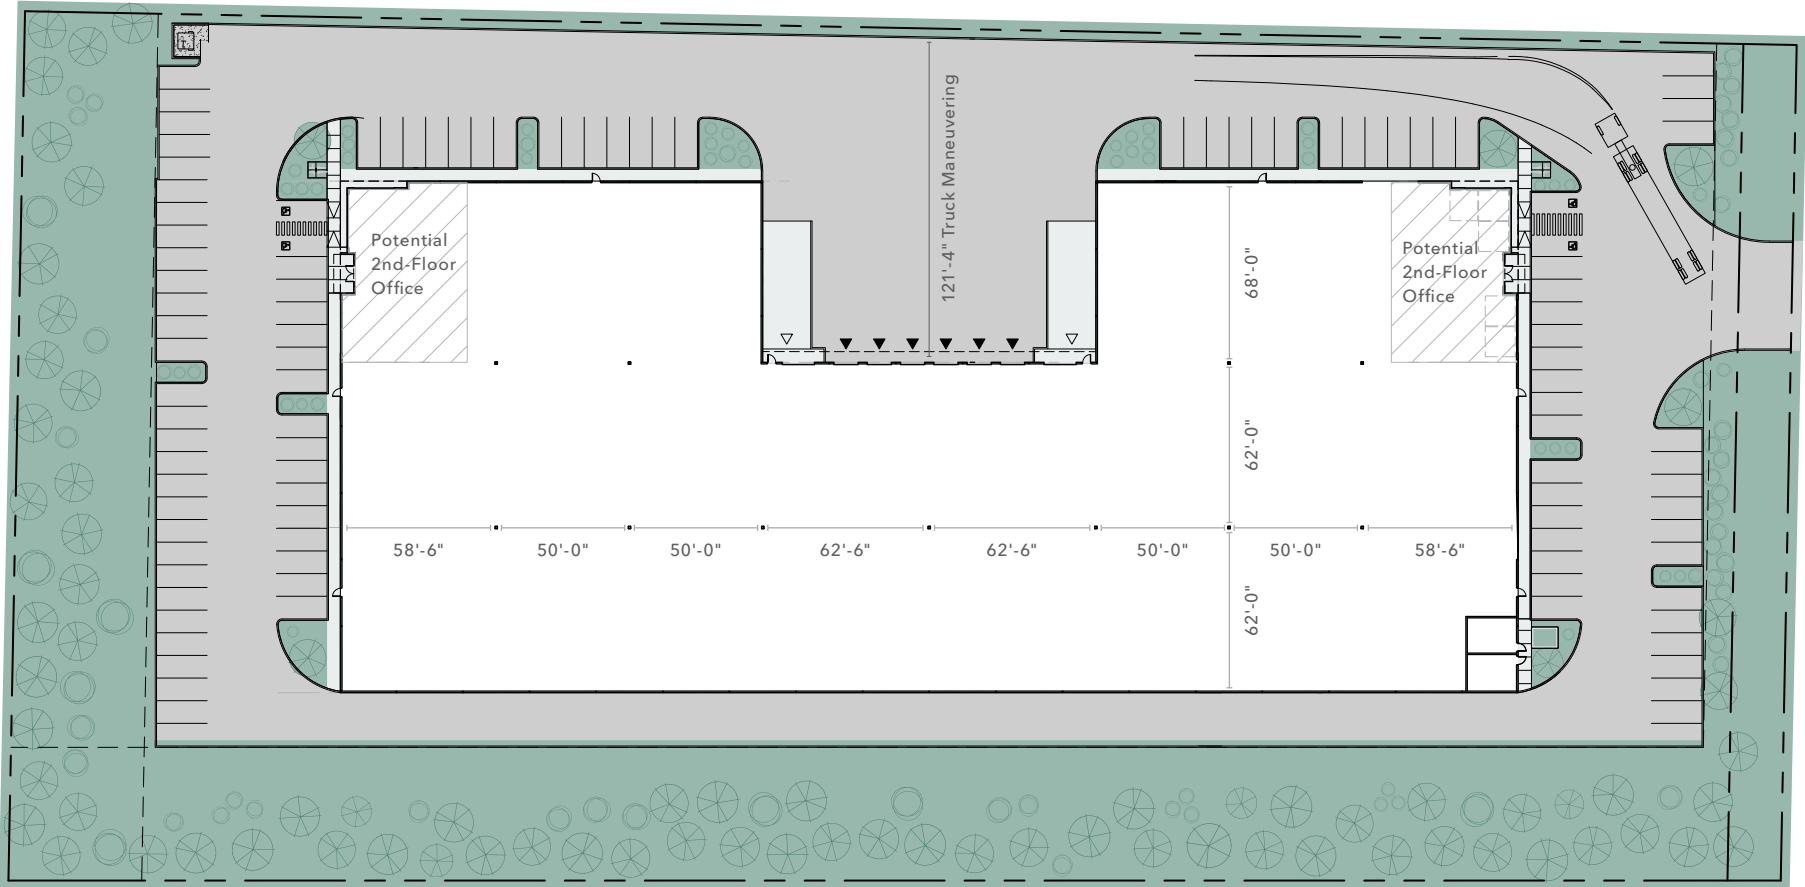 121'-4" Truck Maneuvering
Potential
2nd-Floor
Office
Potential
2nd-Floor
Office
68'-0"
62'-0"
58'-6"
50'-0"
50'-0"
62'-6"
62'-6"
50'-0"
50'-0"
58'-6"
62'-0"